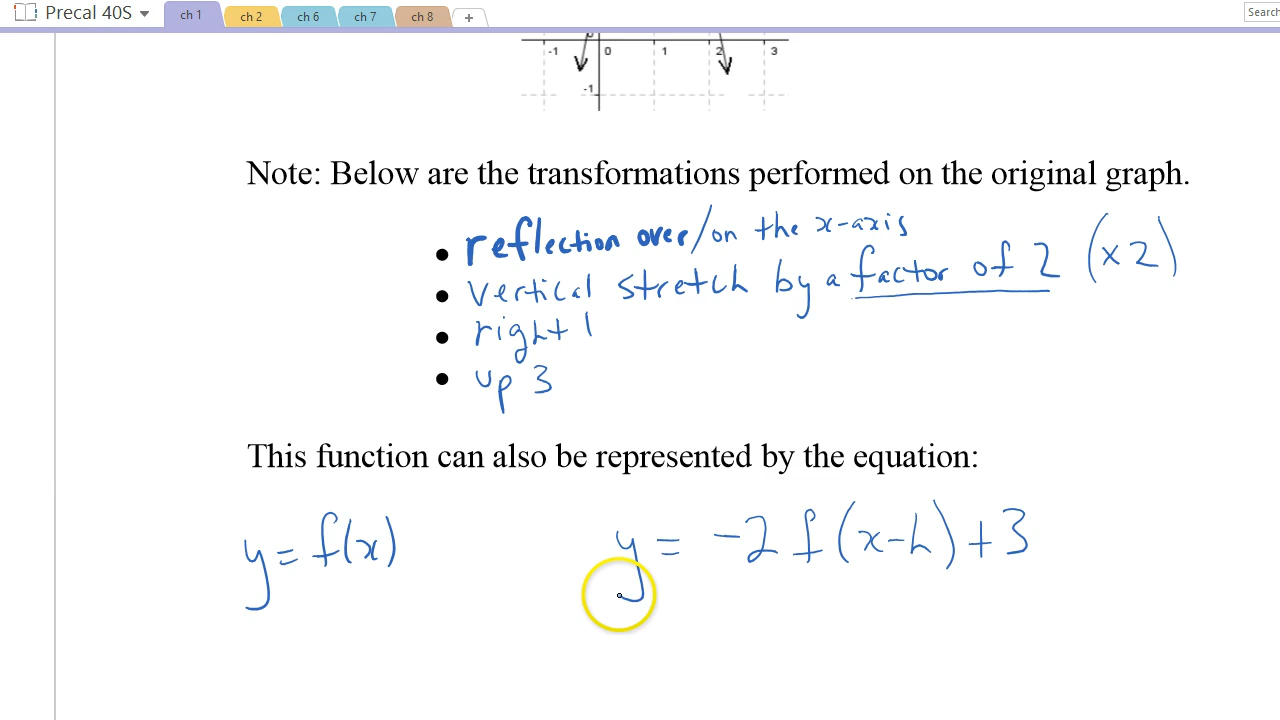 Precal 40S ch 1 ch 2 ch 6 ch 7 ch 8 + Search
-1 0 1 2 3
-1
Note: Below are the transformations performed on the original graph.
• reflection over/on the x-axis
• vertical stretch by a factor of 2 (x2)
• right 1
• up 3
This function can also be represented by the equation:
y = f(x) y = -2 f(x-h) + 3